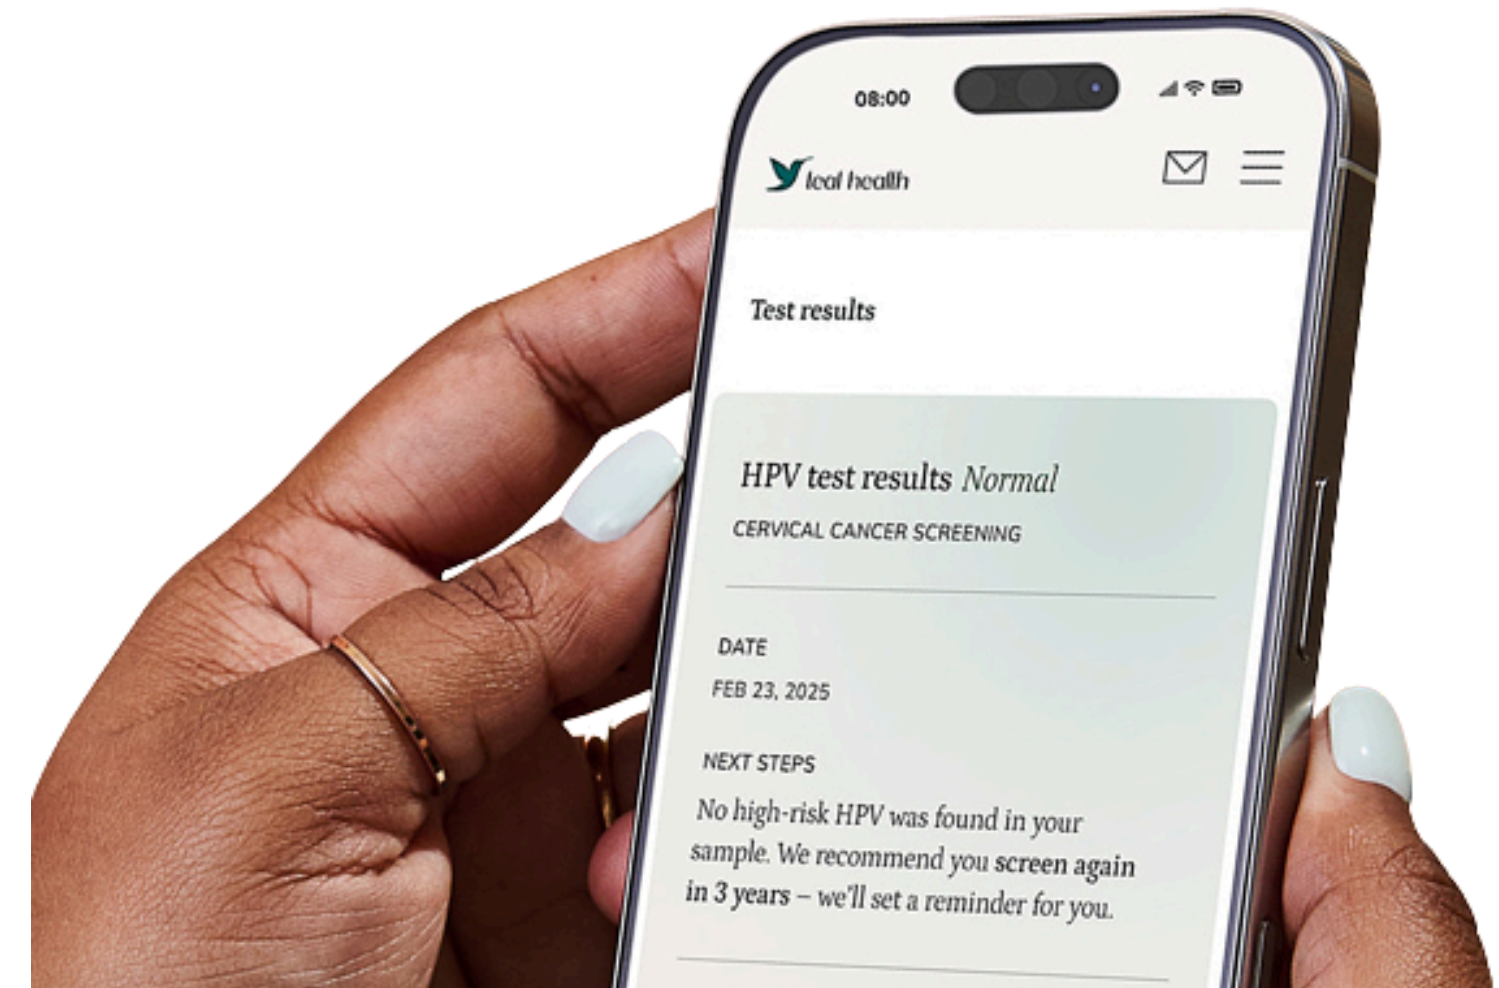 08:00
teal health
Test results
HPV test results Normal
CERVICAL CANCER SCREENING
DATE
FEB 23, 2025
NEXT STEPS
No high-risk HPV was found in your
sample. We recommend you screen again
in 3 years – we'll set a reminder for you.